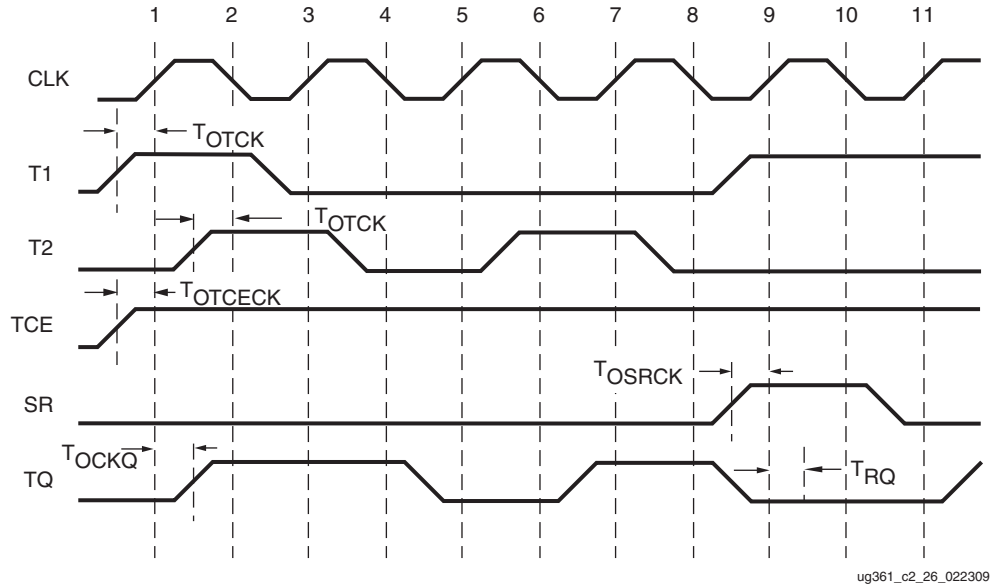 1 2 3 4 5 6 7 8 9 10 11
CLK
TOTCK
T1
TOTCK
T2
TOTCECK
TCE
TOSRCK
SR
TOCKQ
TRQ
TQ
ug361_c2_26_022309